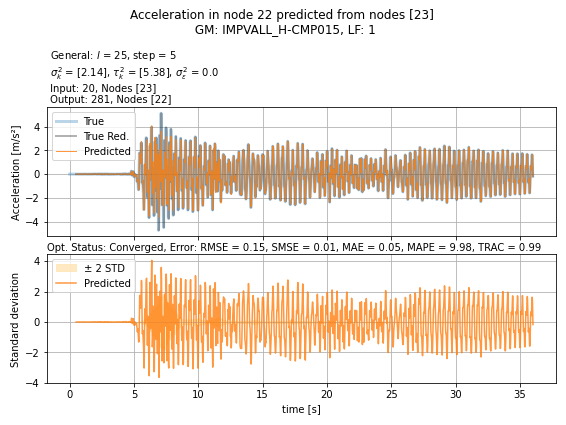 Acceleration in node 22 predicted from nodes [23]
GM: IMPVALL_H-CMP015, LF: 1
General: l = 25, step = 5
σ²ₖ = [2.14], τ²ₖ = [5.38], σ²ₑ = 0.0
Input: 20, Nodes [23]
Output: 281, Nodes [22]
True
True Red.
Predicted
Acceleration [m/s²]
4
2
0
−2
−4
Opt. Status: Converged, Error: RMSE = 0.15, SMSE = 0.01, MAE = 0.05, MAPE = 9.98, TRAC = 0.99
± 2 STD
Predicted
Standard deviation
4
2
0
−2
−4
0 5 10 15 20 25 30 35
time [s]